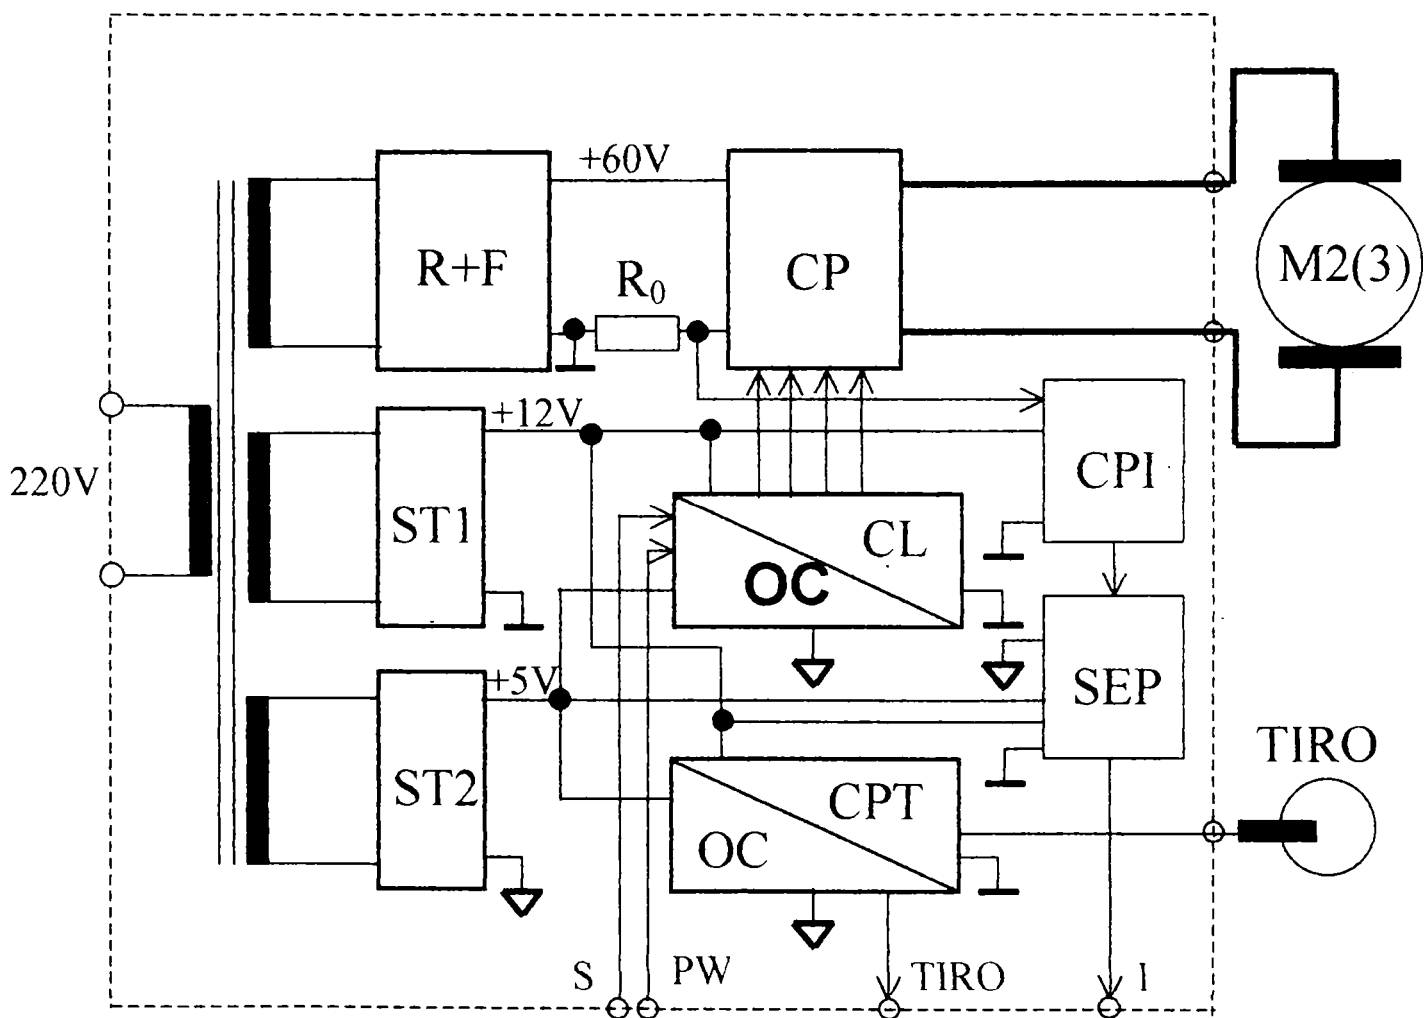 +60V
R+F
CP
M2(3)
R₀
+12V
220V
CPI
ST1
CL
OC
+5V
SEP
TIRO
ST2
CPT
OC
S
PW
TIRO
I